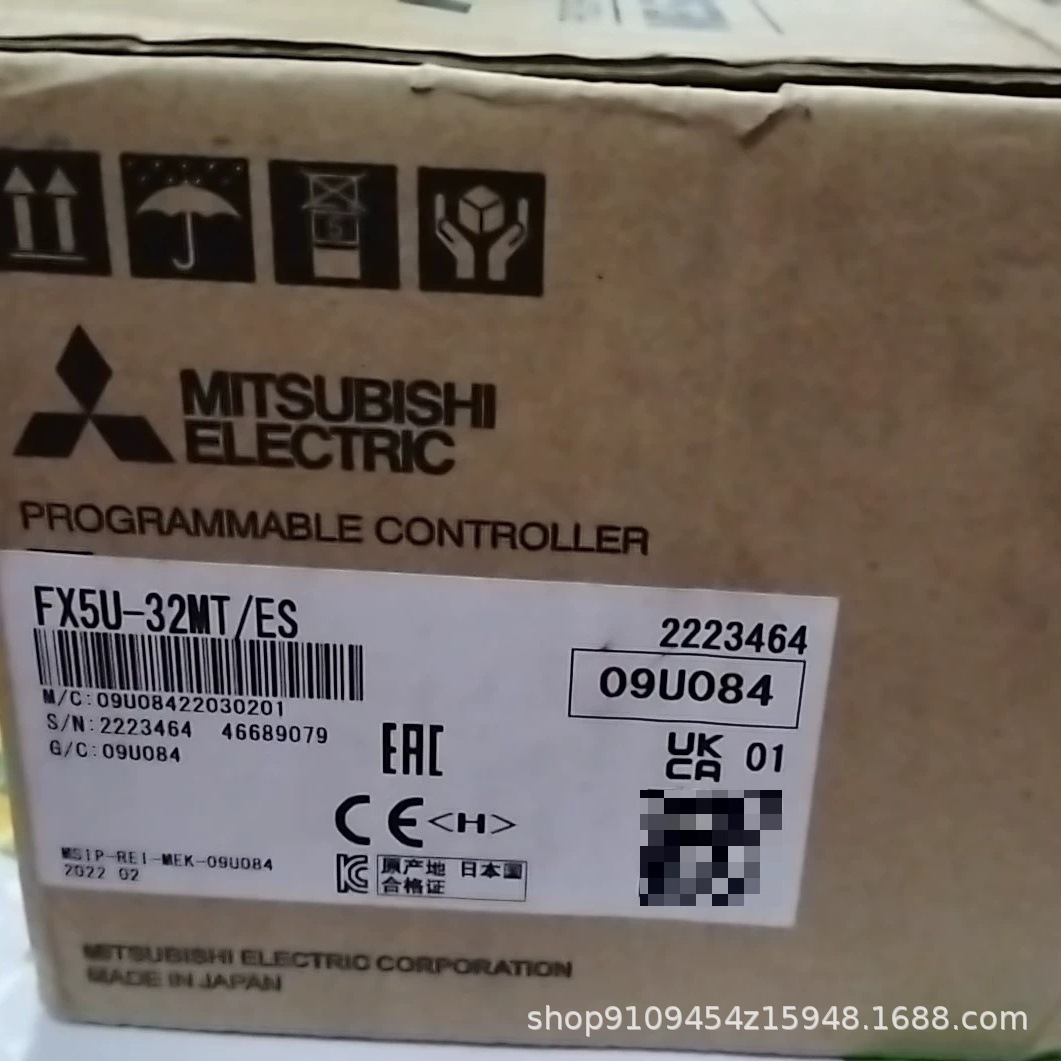 MITSUBISHI
ELECTRIC
PROGRAMMABLE CONTROLLER
FX5U-32MT/ES
2223464
09U084
M/C:09U08422030201
S/N:2223464 46689079
G/C:09U084
EAC
UK
CA 01
CE <H>
MSIP-REI-MEK-09U084
2022 02
KC
原产地 日本国
合格证
MITSUBISHI ELECTRIC CORPORATION
MADE IN JAPAN
shop9109454z15948.1688.com